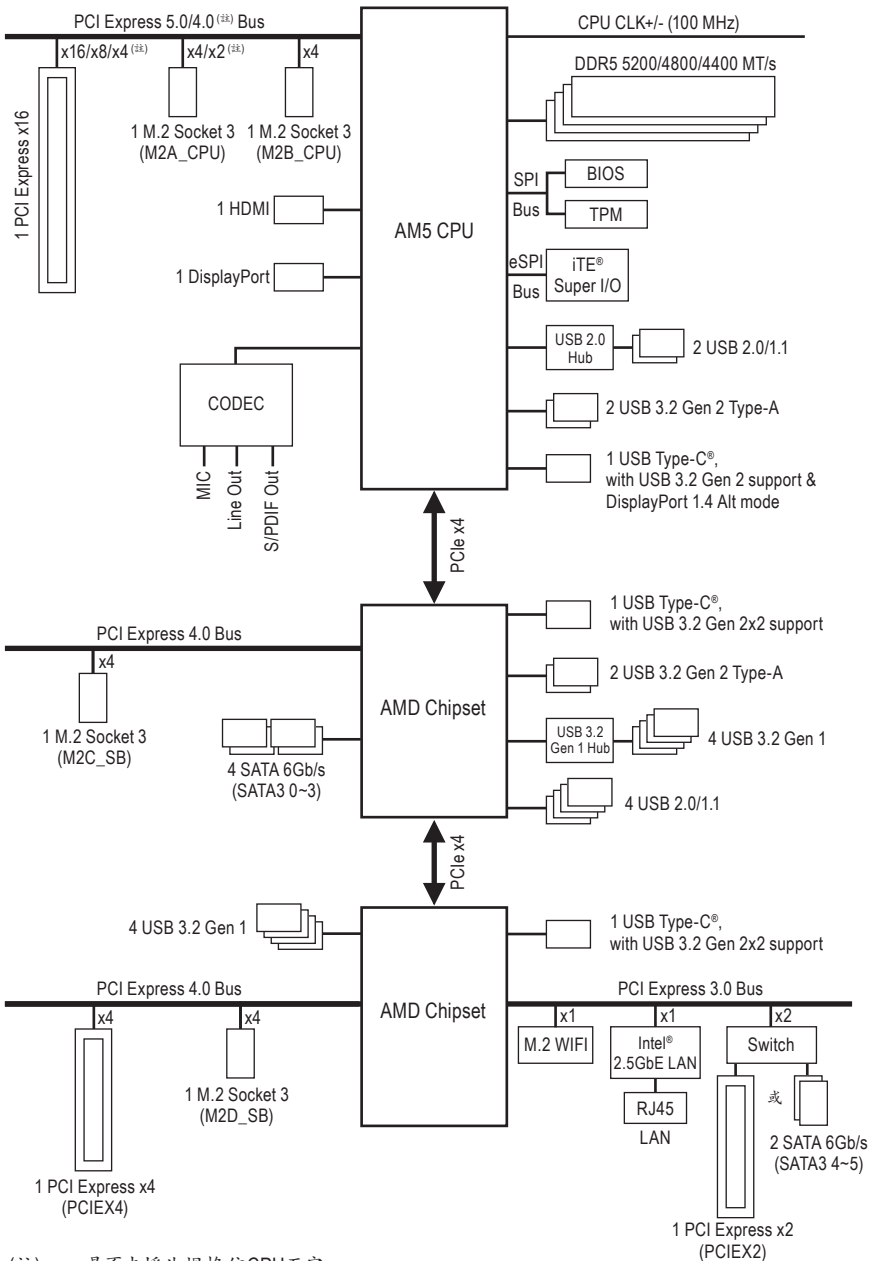 PCI Express 5.0/4.0 (註) Bus
x16/x8/x4 (註)
x4/x2 (註)
x4
1 PCI Express x16
1 M.2 Socket 3
(M2A_CPU)
1 M.2 Socket 3
(M2B_CPU)
1 HDMI
1 DisplayPort
CODEC
MIC
Line Out
S/PDIF Out
AM5 CPU
CPU CLK+/- (100 MHz)
DDR5 5200/4800/4400 MT/s
SPI
Bus
BIOS
TPM
eSPI
Bus
iTE®
Super I/O
USB 2.0
Hub
2 USB 2.0/1.1
2 USB 3.2 Gen 2 Type-A
1 USB Type-C®,
with USB 3.2 Gen 2 support &
DisplayPort 1.4 Alt mode
PCIe x4
PCI Express 4.0 Bus
x4
1 M.2 Socket 3
(M2C_SB)
4 SATA 6Gb/s
(SATA3 0~3)
AMD Chipset
1 USB Type-C®,
with USB 3.2 Gen 2x2 support
2 USB 3.2 Gen 2 Type-A
USB 3.2
Gen 1 Hub
4 USB 3.2 Gen 1
4 USB 2.0/1.1
PCIe x4
4 USB 3.2 Gen 1
PCI Express 4.0 Bus
x4
x4
1 PCI Express x4
(PCIEX4)
1 M.2 Socket 3
(M2D_SB)
AMD Chipset
1 USB Type-C®,
with USB 3.2 Gen 2x2 support
PCI Express 3.0 Bus
x1
x1
x2
M.2 WIFI
Intel®
2.5GbE LAN
RJ45
LAN
Switch
或
2 SATA 6Gb/s
(SATA3 4~5)
1 PCI Express x2
(PCIEX2)